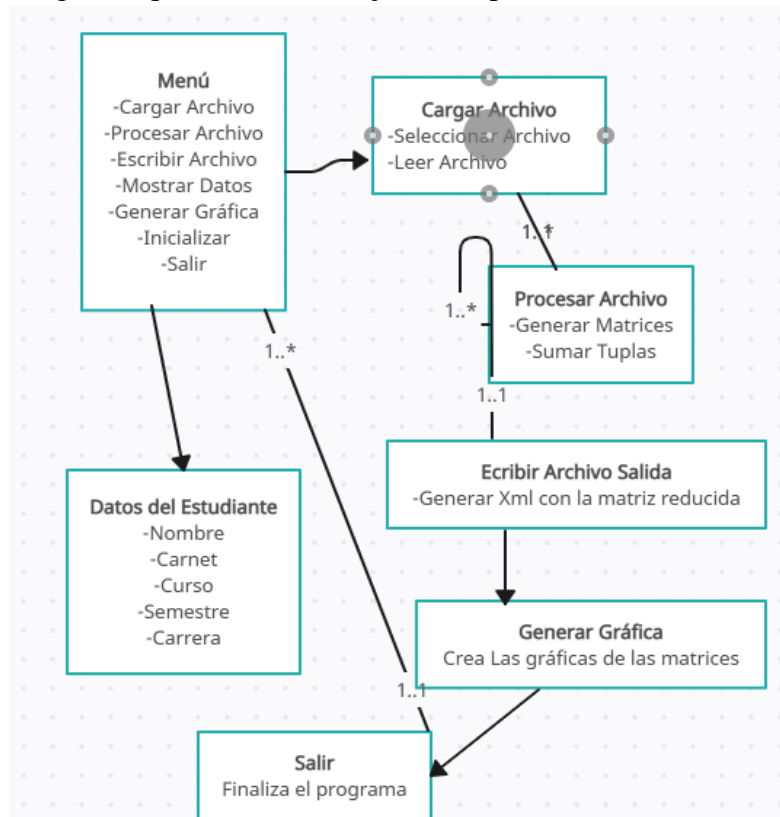 Menú
-Cargar Archivo
-Procesar Archivo
-Escribir Archivo
-Mostrar Datos
-Generar Gráfica
-Inicializar
-Salir
Cargar Archivo
-Seleccionar Archivo
-Leer Archivo
1..*
Procesar Archivo
-Generar Matrices
-Sumar Tuplas
1..*
1..*
1..1
Ecribir Archivo Salida
-Generar Xml con la matriz reducida
Datos del Estudiante
-Nombre
-Carnet
-Curso
-Semestre
-Carrera
Generar Gráfica
Crea Las gráficas de las matrices
1..1
Salir
Finaliza el programa